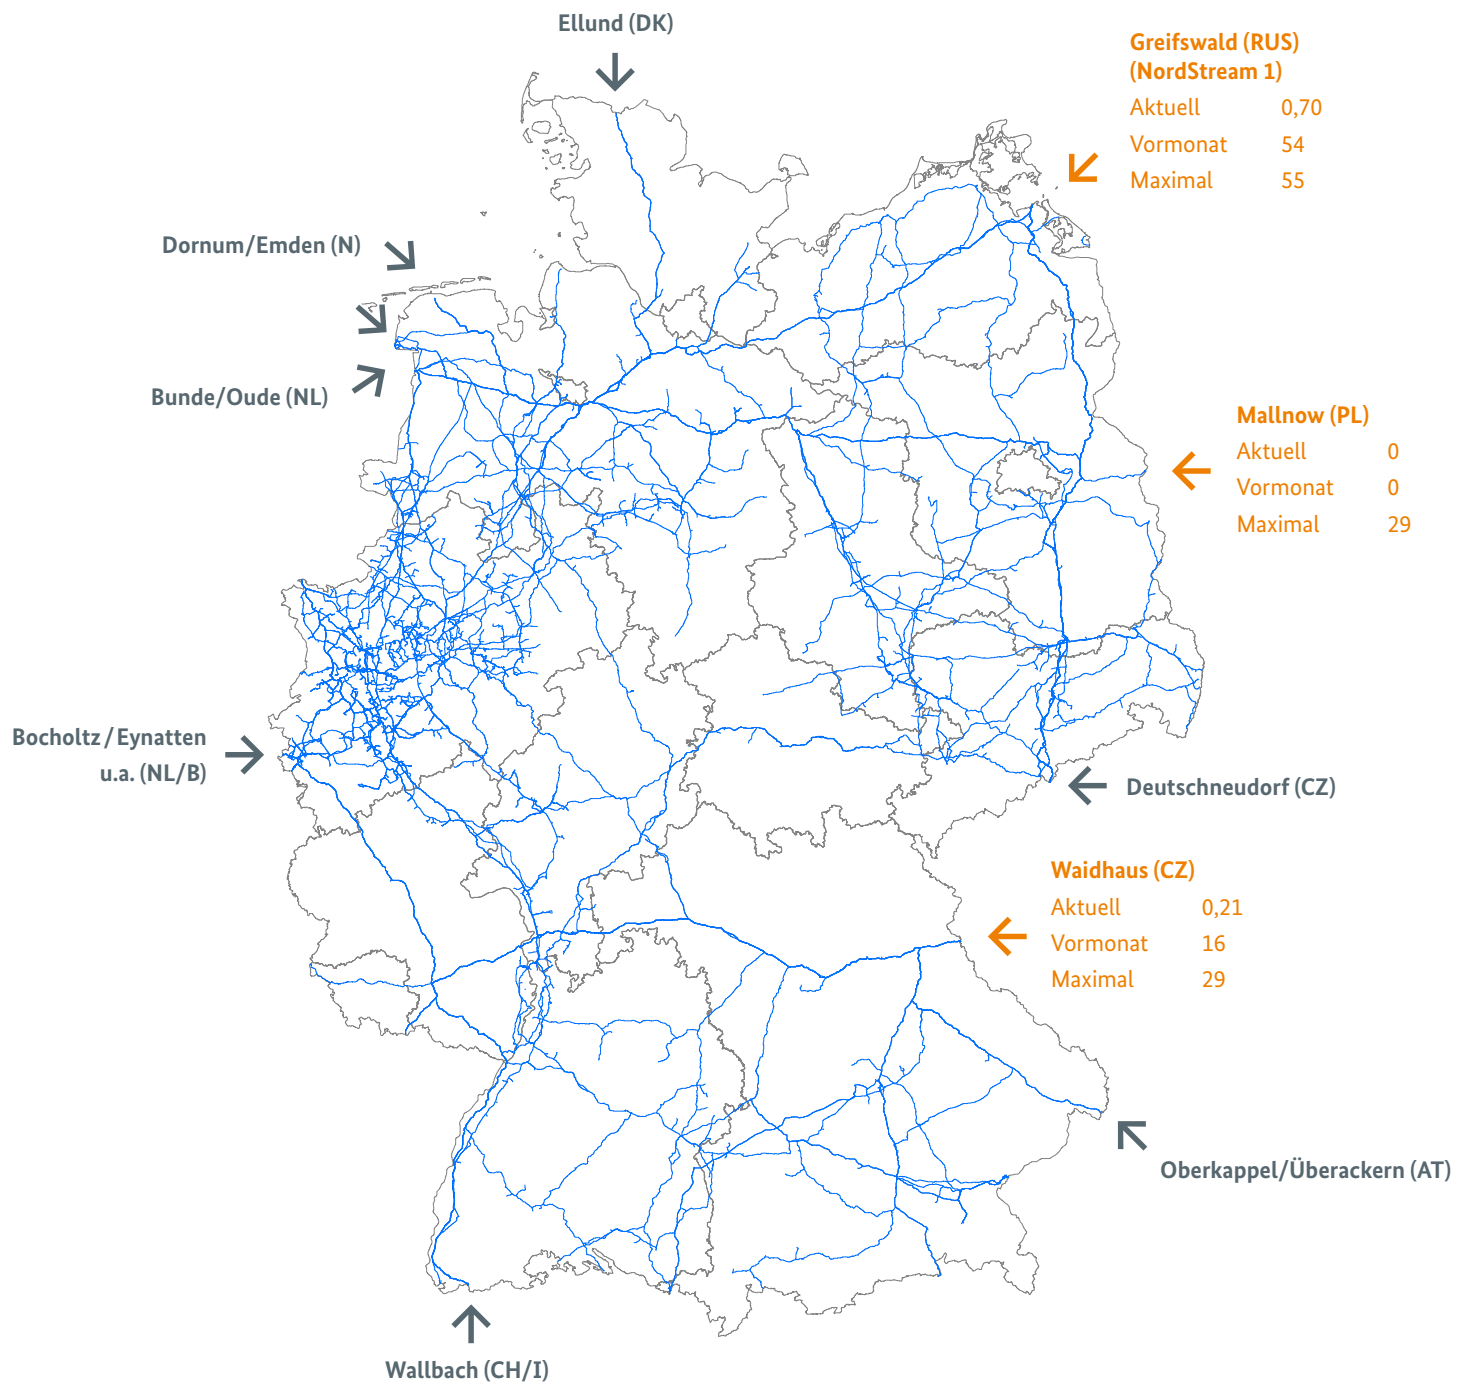 Ellund (DK)
Greifswald (RUS)
(NordStream 1)
Aktuell 0,70
Vormonat 54
Maximal 55
Dornum/Emden (N)
Bunde/Oude (NL)
Mallnow (PL)
Aktuell 0
Vormonat 0
Maximal 29
Bocholtz / Eynatten
u.a. (NL/B)
Deutschneudorf (CZ)
Waidhaus (CZ)
Aktuell 0,21
Vormonat 16
Maximal 29
Oberkappel/Überackern (AT)
Wallbach (CH/I)